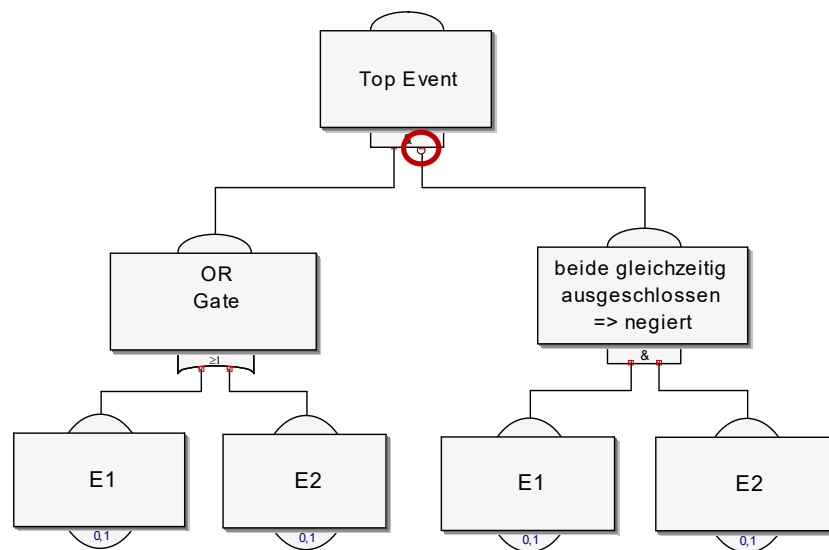 Top Event
&
OR
Gate
≥1
beide gleichzeitig
ausgeschlossen
=> negiert
&
E1
0,1
E2
0,1
E1
0,1
E2
0,1